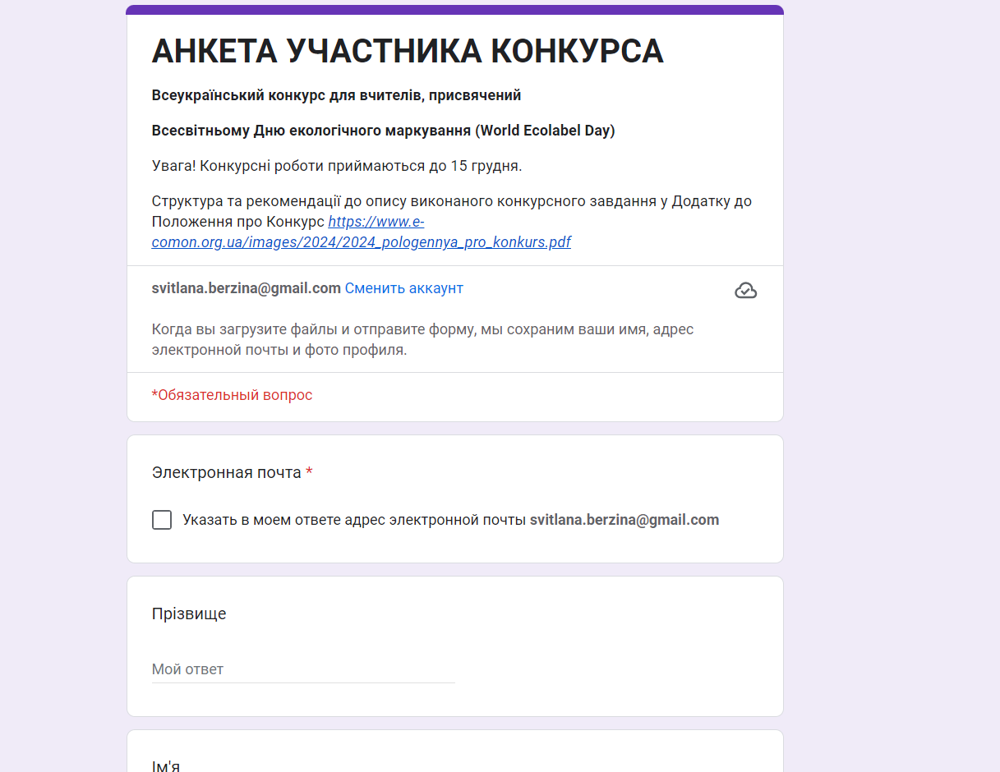 АНКЕТА УЧАСТНИКА КОНКУРСА
Всеукраїнський конкурс для вчителів, присвячений
Всесвітньому Дню екологічного маркування (World Ecolabel Day)
Увага! Конкурсні роботи приймаються до 15 грудня.
Структура та рекомендації до опису виконаного конкурсного завдання у Додатку до
Положення про Конкурс https://www.e-
comon.org.ua/images/2024/2024_pologennya_pro_konkurs.pdf
svitlana.berzina@gmail.com Сменить аккаунт
Когда вы загрузите файлы и отправите форму, мы сохраним ваши имя, адрес
электронной почты и фото профиля.
*Обязательный вопрос
Электронная почта *
Указать в моем ответе адрес электронной почты svitlana.berzina@gmail.com
Прізвище
Мой ответ
Ім'я